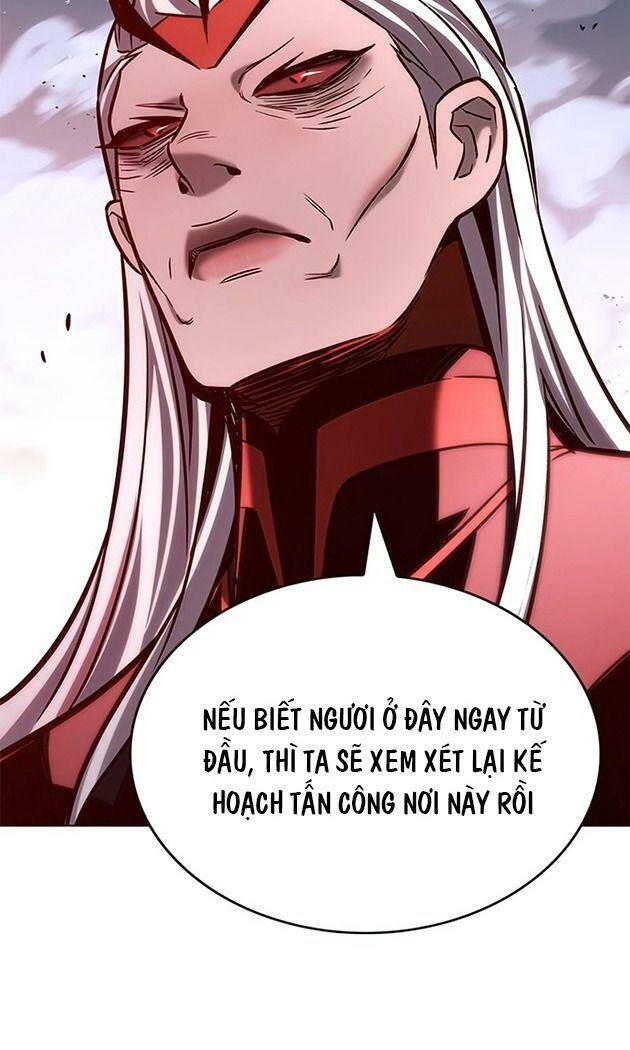 NẾU BIẾT NGƯƠI Ở ĐÂY NGAY TỪ
ĐẦU, THÌ TA SẼ XEM XÉT LẠI KẾ
HOẠCH TẤN CÔNG NƠI NÀY RỒI